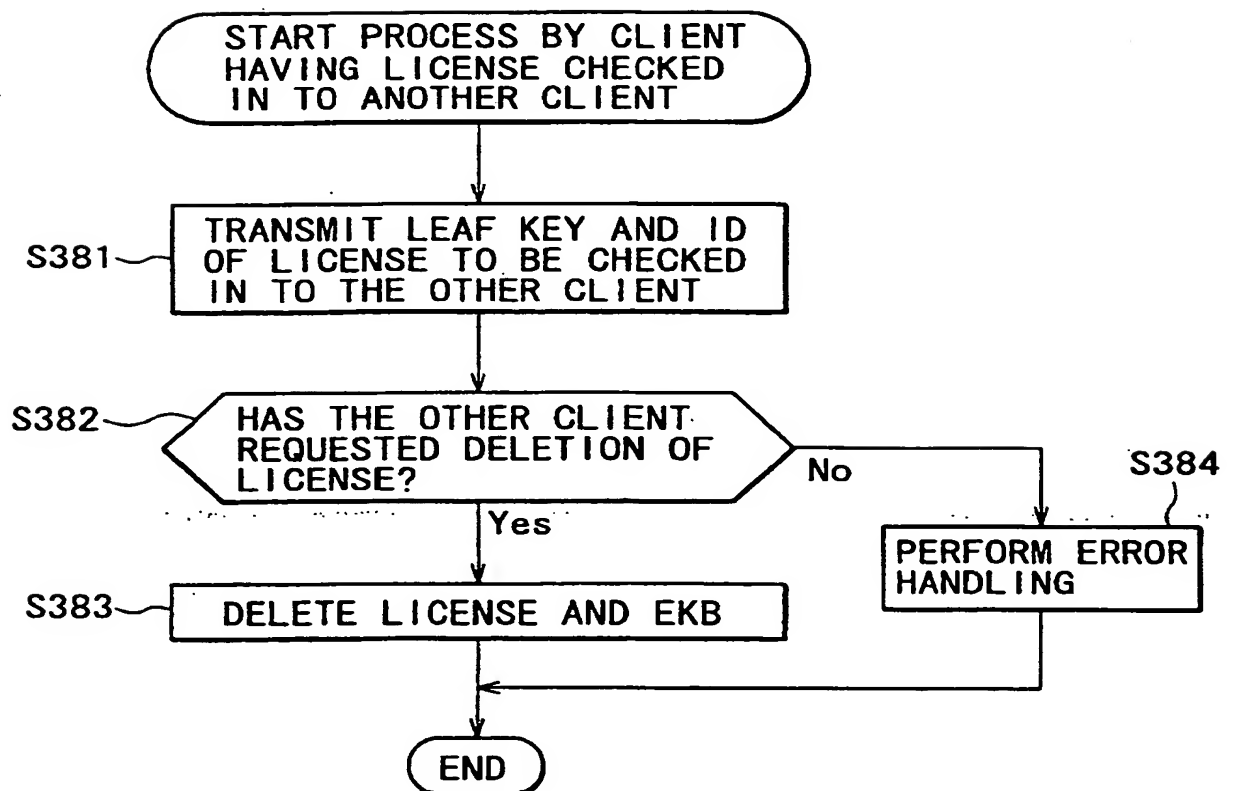 START PROCESS BY CLIENT
HAVING LICENSE CHECKED
IN TO ANOTHER CLIENT
S381
TRANSMIT LEAF KEY AND ID
OF LICENSE TO BE CHECKED
IN TO THE OTHER CLIENT
S382
HAS THE OTHER CLIENT
REQUESTED DELETION OF
LICENSE?
No
S384
Yes
PERFORM ERROR
HANDLING
S383
DELETE LICENSE AND EKB
END